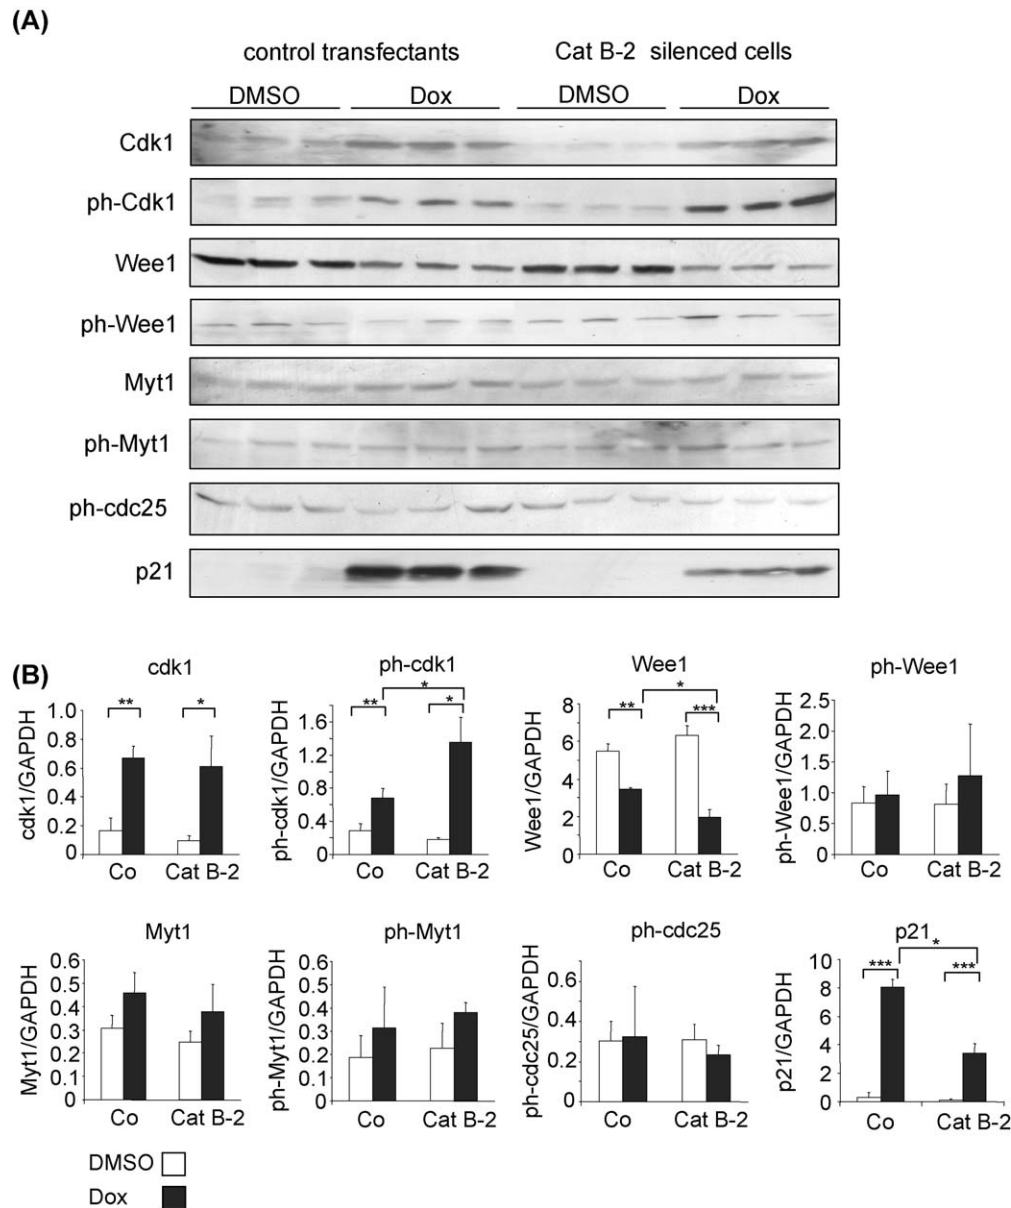 (A)
control transfectants Cat B-2 silenced cells
DMSO Dox DMSO Dox
Cdk1
ph-Cdk1
Wee1
ph-Wee1
Myt1
ph-Myt1
ph-cdc25
p21
(B)
cdk1
cdk1/GAPDH
1.0
0.8
0.6
0.4
0.2
0
** *
Co Cat B-2
ph-cdk1
ph-cdk1/GAPDH
1.6
1.2
0.8
0.4
0
*
** *
Co Cat B-2
Wee1
Wee1/GAPDH
8
6
4
2
0
*
** ***
Co Cat B-2
ph-Wee1
ph-Wee1/GAPDH
2.5
2.0
1.5
1.0
0.5
0
Co Cat B-2
Myt1
Myt1/GAPDH
0.6
0.5
0.4
0.3
0.2
0.1
0
Co Cat B-2
ph-Myt1
ph-Myt1/GAPDH
0.6
0.5
0.4
0.3
0.2
0.1
0
Co Cat B-2
ph-cdc25
ph-cdc25/GAPDH
0.6
0.4
0.2
0
Co Cat B-2
p21
p21/GAPDH
10
8
6
4
2
0
*
*** ***
Co Cat B-2
DMSO
Dox